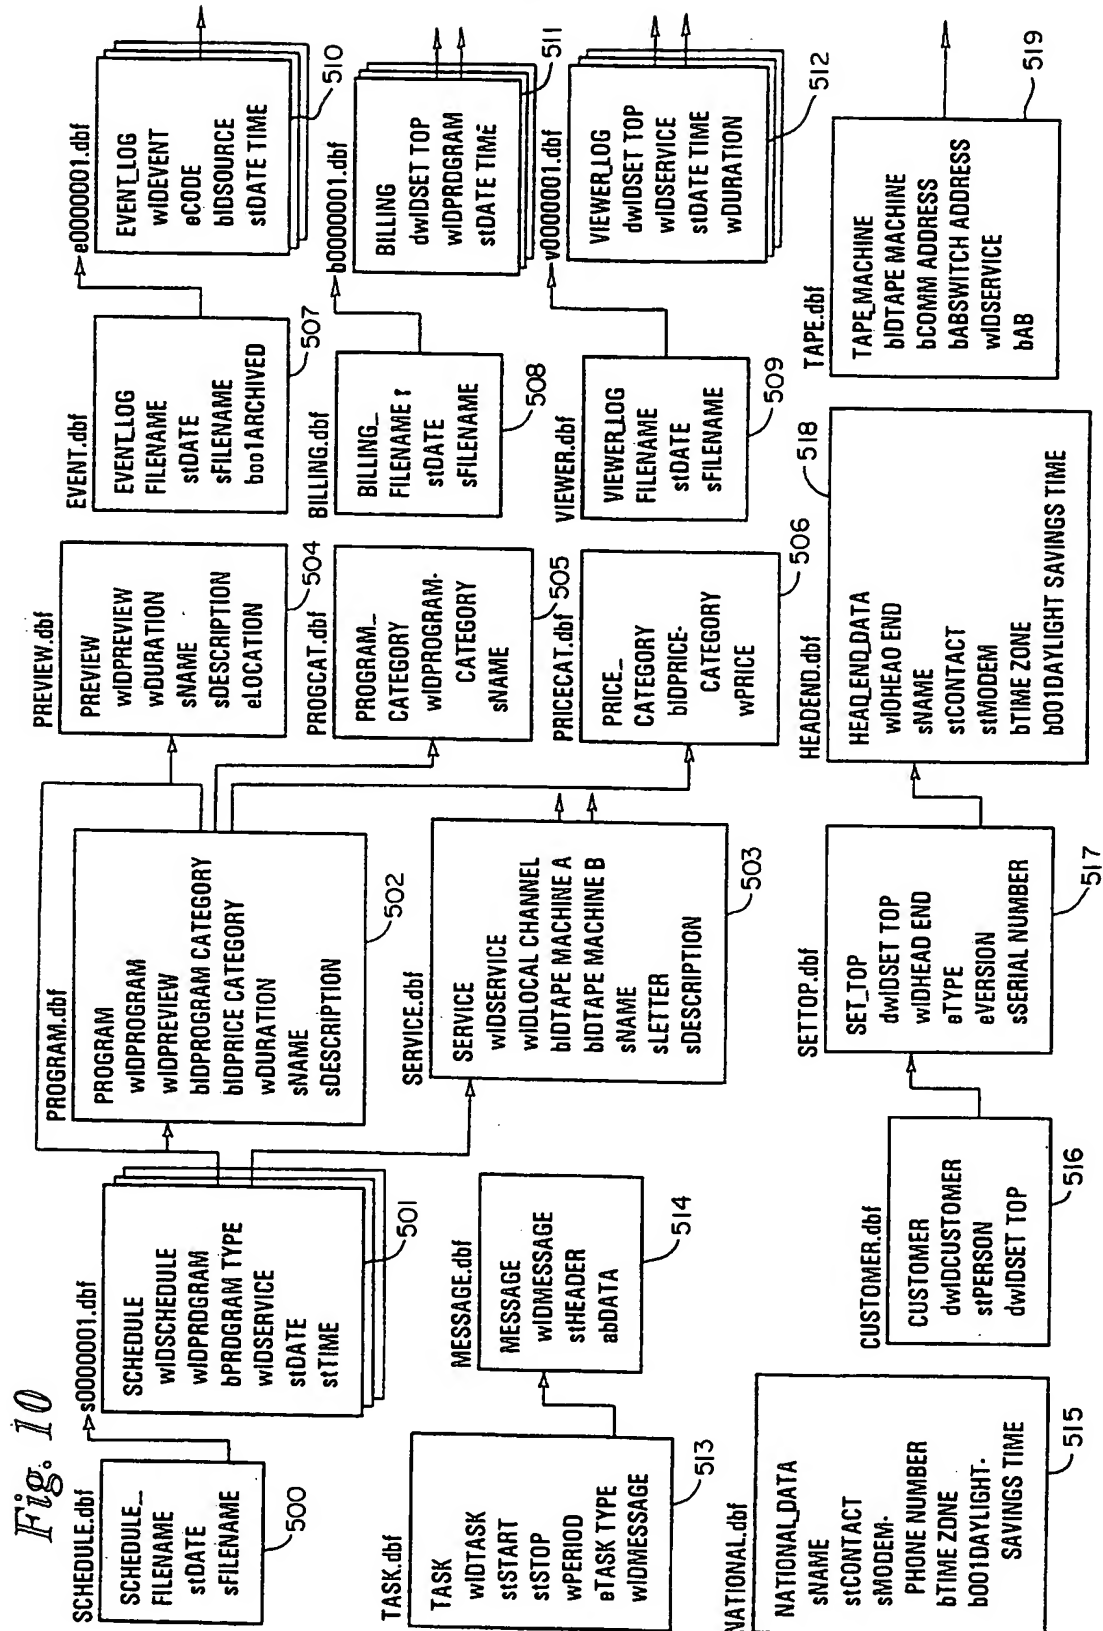 Fig. 10
SCHEDULE.dbf
SCHEDULE_
FILENAME
stDATE
sFILENAME
500
s0000001.dbf
SCHEDULE
wIDSCHEDULE
wIDPRDGRAM
bPRDGRAM TYPE
wIDSERVICE
stDATE
stTIME
501
PROGRAM.dbf
PROGRAM
wIDPROGRAM
wIDPREVIEW
bIDPROGRAM CATEGORY
bIDPRICE CATEGORY
wDURATION
sNAME
sDESCRIPTION
502
SERVICE.dbf
SERVICE
wIDSERVICE
wIDLOCAL CHANNEL
bIDTAPE MACHINE A
bIDTAPE MACHINE B
sNAME
sLETTER
sDESCRIPTION
503
PREVIEW.dbf
PREVIEW
wIDPREVIEW
wDURATION
sNAME
sDESCRIPTION
eLOCATION
504
PROGCAT.dbf
PROGRAM_
CATEGORY
wIDPROGRAM-
CATEGORY
sNAME
505
PRICECAT.dbf
PRICE_
CATEGORY
bIDPRICE-
CATEGORY
wPRICE
506
EVENT.dbf
EVENT_LOG
FILENAME
stDATE
sFILENAME
boo1ARCHIVED
507
BILLING.dbf
BILLING_
FILENAME r
stDATE
sFILENAME
508
VIEWER.dbf
VIEWER_LOG
FILENAME
stDATE
sFILENAME
509
e0000001.dbf
EVENT_LOG
wIDEVENT
eCODE
bIDSOURCE
stDATE TIME
510
b0000001.dbf
BILLING
dwIDSET TOP
wIDPRDGRAM
stDATE TIME
511
v0000001.dbf
VIEWER_LOG
dwIDSET TOP
wIDSERVICE
stDATE TIME
wDURATION
512
TASK.dbf
TASK
wIDTASK
stSTART
stSTOP
wPERIOD
eTASK TYPE
wIDMESSAGE
513
MESSAGE.dbf
MESSAGE
wIDMESSAGE
stHEADER
abDATA
514
NATIONAL.dbf
NATIONAL_DATA
sNAME
stCONTACT
sMODEM-
PHONE NUMBER
bTIME ZONE
b001DAYLIGHT-
SAVINGS TIME
515
CUSTOMER.dbf
CUSTOMER
dwIDCUSTOMER
stPERSON
dwIDSET TOP
516
SETTOP.dbf
SET_TOP
dwIDSET TOP
wIDHEAD END
eTYPE
eVERSION
sSERIAL NUMBER
517
HEADEND.dbf
HEAD_END_DATA
wIOHEAO END
sNAME
stCONTACT
stMODEM
bTIME ZONE
b001DAYLIGHT SAVINGS TIME
518
TAPE.dbf
TAPE_MACHINE
bIDTAPE MACHINE
bCOMM ADDRESS
bABSWITCH ADDRESS
wIDSERVICE
bAB
519